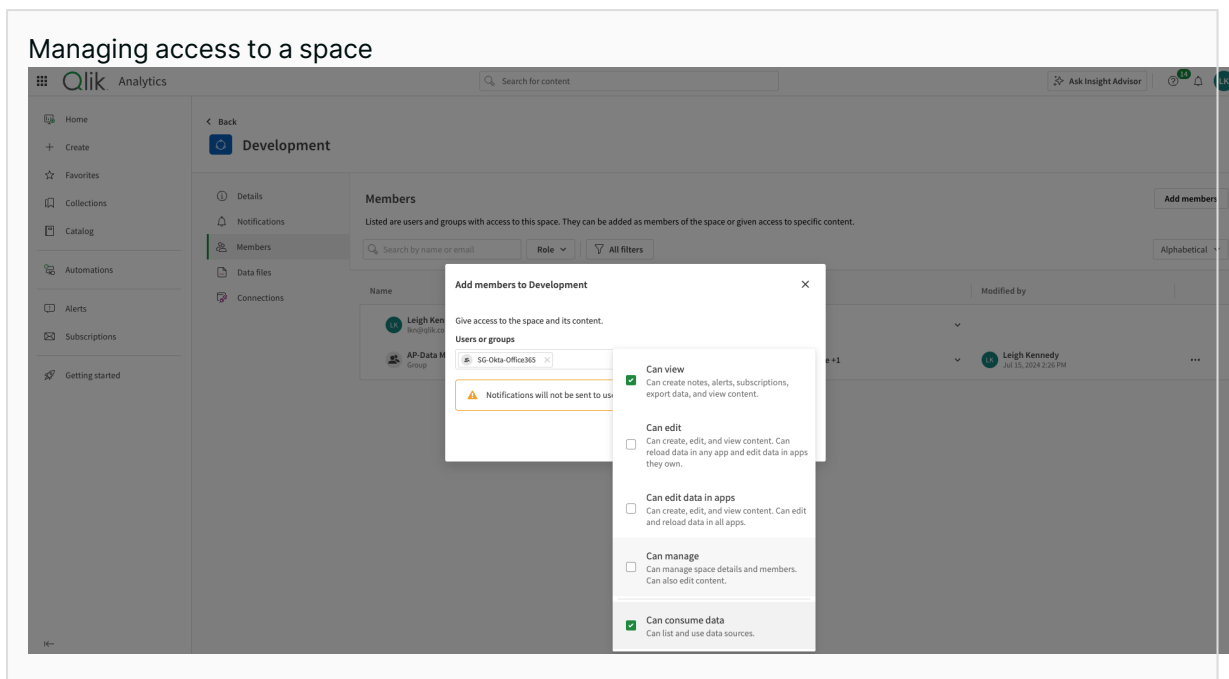 Managing access to a space
Qlik Analytics
Search for content
Ask Insight Advisor
14
LK
Home
Create
Favorites
Collections
Catalog
Automations
Alerts
Subscriptions
Getting started
Back
Development
Details
Notifications
Members
Data files
Connections
Members
Add members
Listed are users and groups with access to this space. They can be added as members of the space or given access to specific content.
Search by name or email
Role
All filters
Alphabetical
Name
Modified by
LK
Leigh Ken
lkn@qlik.co
AP-Data M
Group
e +1
LK
Leigh Kennedy
Jul 15, 2024 2:26 PM
Add members to Development
Give access to the space and its content.
Users or groups
SG-Okta-Office365
Notifications will not be sent to use
Can view
Can create notes, alerts, subscriptions,
export data, and view content.
Can edit
Can create, edit, and view content. Can
reload data in any app and edit data in apps
they own.
Can edit data in apps
Can create, edit, and view content. Can edit
and reload data in all apps.
Can manage
Can manage space details and members.
Can also edit content.
Can consume data
Can list and use data sources.